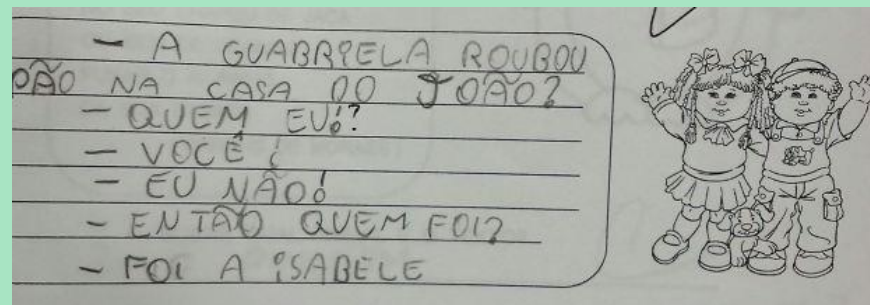 - A GUABRIELA ROUBOU
PÃO NA CASA DO JOÃO?
- QUEM EU!?
- VOCÊ!
- EU NÃO!
- ENTÃO QUEM FOI?
- FOI A ISABELE